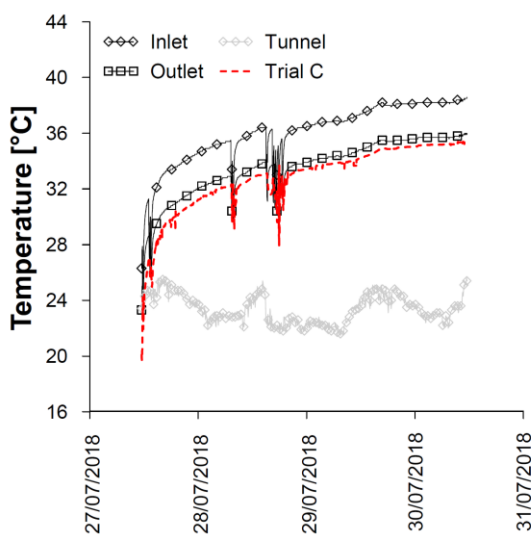 44
40
36
32
28
24
20
16
Temperature [°C]
Inlet
Tunnel
Outlet
Trial C
27/07/2018
28/07/2018
29/07/2018
30/07/2018
31/07/2018